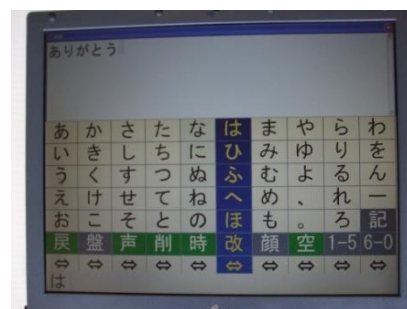 ありがとう
あ か さ た な は ま や ら わ
い き し ち に ひ み ゆ り を
う く す つ ぬ ふ む よ る ん
え け せ て ね へ め 、 れ ー
お こ そ と の ほ も 。 ろ 記
戻 盤 声 削 時 改 顔 空 1-5 6-0
⇔ ⇔ ⇔ ⇔ ⇔ ⇔ ⇔ ⇔ ⇔ ⇔
は